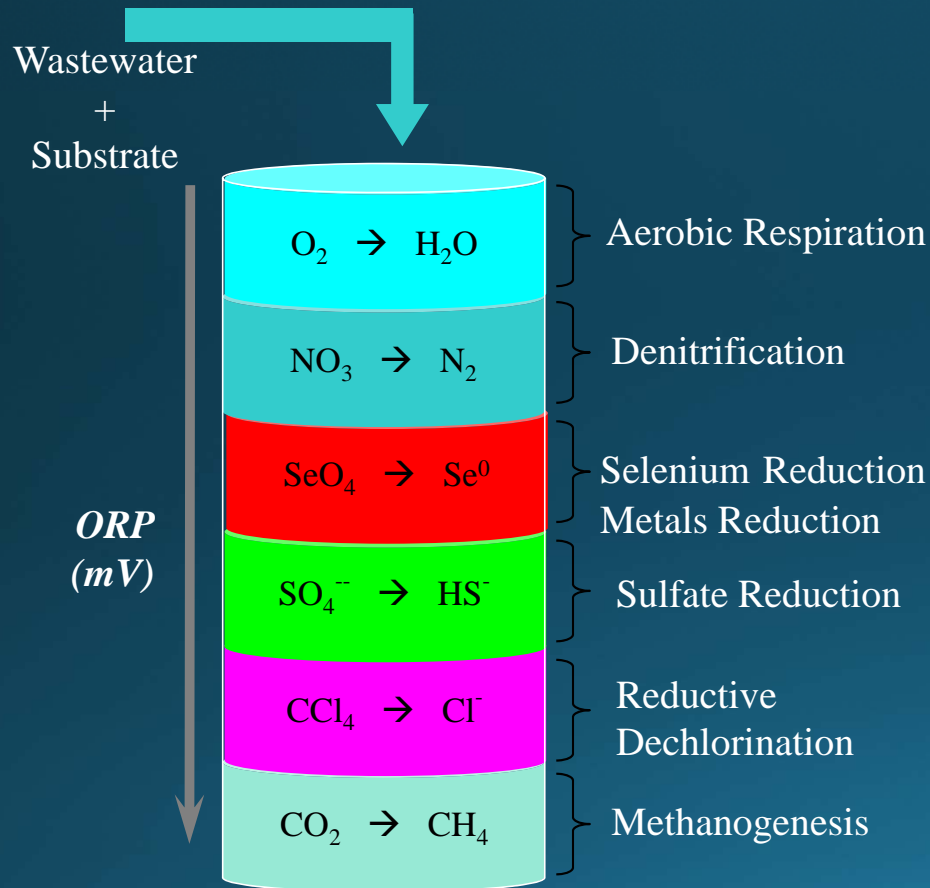 Wastewater
+
Substrate
O₂ → H₂O
Aerobic Respiration
NO₃ → N₂
Denitrification
SeO₄ → Se⁰
Selenium Reduction
Metals Reduction
ORP
(mV)
SO₄⁻⁻ → HS⁻
Sulfate Reduction
CCl₄ → Cl⁻
Reductive
Dechlorination
CO₂ → CH₄
Methanogenesis